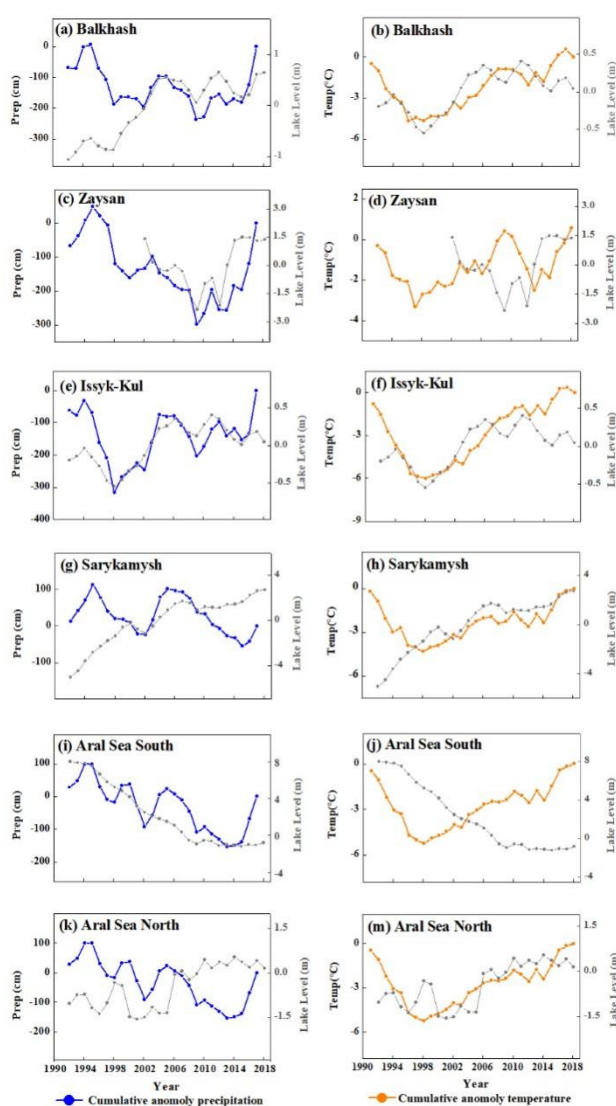 (a) Balkhash
(b) Balkhash
Prep (cm)
0
-100
-200
-300
Lake Level (m)
1
0
-1
Temp(°C)
0
-3
-6
Lake Level (m)
0.5
0.0
-0.5
(c) Zaysan
(d) Zaysan
Prep (cm)
0
-100
-200
-300
Lake Level (m)
3.0
1.5
0.0
-1.5
-3.0
Temp(°C)
2
0
-2
-4
Lake Level (m)
3.0
1.5
0.0
-1.5
-3.0
(e) Issyk-Kul
(f) Issyk-Kul
Prep (cm)
0
-100
-200
-300
-400
Lake Level (m)
0.5
0.0
-0.5
Temp(°C)
0
-3
-6
-9
Lake Level (m)
0.5
0.0
-0.5
(g) Sarykamysh
(h) Sarykamysh
Prep (cm)
100
0
-100
Lake Level (m)
4
0
-4
Temp(°C)
0
-3
-6
Lake Level (m)
4
0
-4
(i) Aral Sea South
(j) Aral Sea South
Prep (cm)
100
0
-100
-200
Lake Level (m)
8
4
0
-4
Temp(°C)
0
-3
-6
Lake Level (m)
8
4
0
-4
(k) Aral Sea North
(m) Aral Sea North
Prep (cm)
100
0
-100
-200
Lake Level (m)
1.5
0.0
-1.5
Temp(°C)
0
-3
-6
Lake Level (m)
1.5
0.0
-1.5
1990 1994 1998 2002 2006 2010 2014 2018
1990 1994 1998 2002 2006 2010 2014 2018
Year
Year
Cumulative anomoly precipitation
Cumulative anomoly temperature